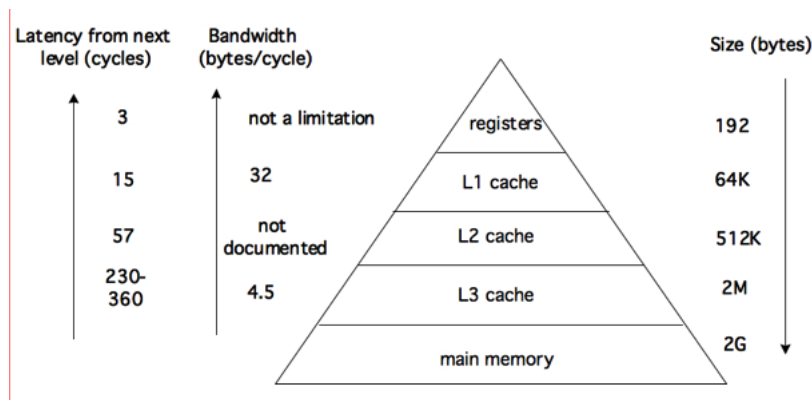 Latency from next
level (cycles)
Bandwidth
(bytes/cycle)
Size (bytes)
3
not a limitation
registers
192
15
32
L1 cache
64K
57
not
documented
L2 cache
512K
230-
360
4.5
L3 cache
2M
main memory
2G